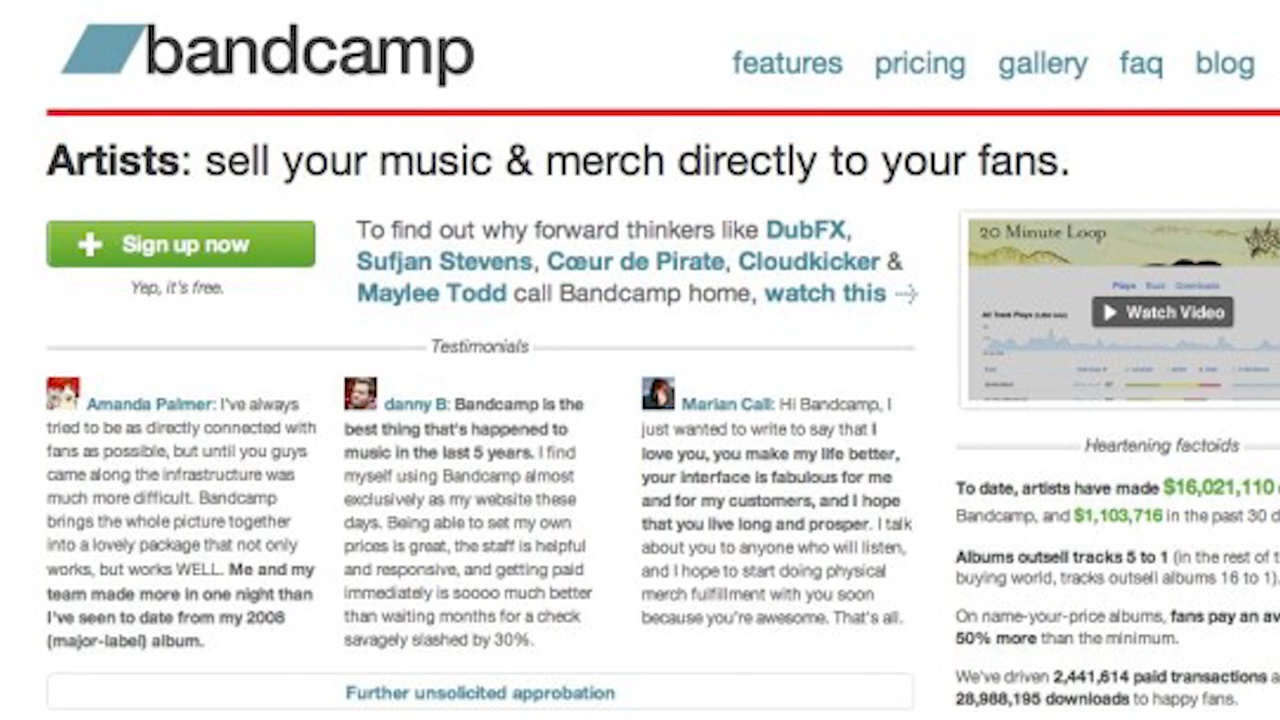 bandcamp
features pricing gallery faq blog
Artists: sell your music & merch directly to your fans.
Sign up now
Yep, it's free.
To find out why forward thinkers like DubFX,
Sufjan Stevens, Cœur de Pirate, Cloudkicker &
Maylee Todd call Bandcamp home, watch this
20 Minute Loop
Plays Buzz Downloads
Watch Video
Testimonials
Amanda Palmer: I've always
tried to be as directly connected with
fans as possible, but until you guys
came along the infrastructure was
much more difficult. Bandcamp
brings the whole picture together
into a lovely package that not only
works, but works WELL. Me and my
team made more in one night than
I've seen to date from my 2008
(major-label) album.
danny B: Bandcamp is the
best thing that's happened to
music in the last 5 years. I find
myself using Bandcamp almost
exclusively as my website these
days. Being able to set my own
prices is great, the staff is helpful
and responsive, and getting paid
immediately is soooo much better
than waiting months for a check
savagely slashed by 30%.
Marian Call: Hi Bandcamp, I
just wanted to write to say that I
love you, you make my life better,
your interface is fabulous for me
and for my customers, and I hope
that you live long and prosper. I talk
about you to anyone who will listen,
and I hope to start doing physical
merch fulfillment with you soon
because you're awesome. That's all.
Further unsolicited approbation
Heartening factoids
To date, artists have made $16,021,110
Bandcamp, and $1,103,716 in the past 30 d
Albums outsell tracks 5 to 1 (in the rest of t
buying world, tracks outsell albums 16 to 1).
On name-your-price albums, fans pay an av
50% more than the minimum.
We've driven 2,441,614 paid transactions a
28,988,195 downloads to happy fans.